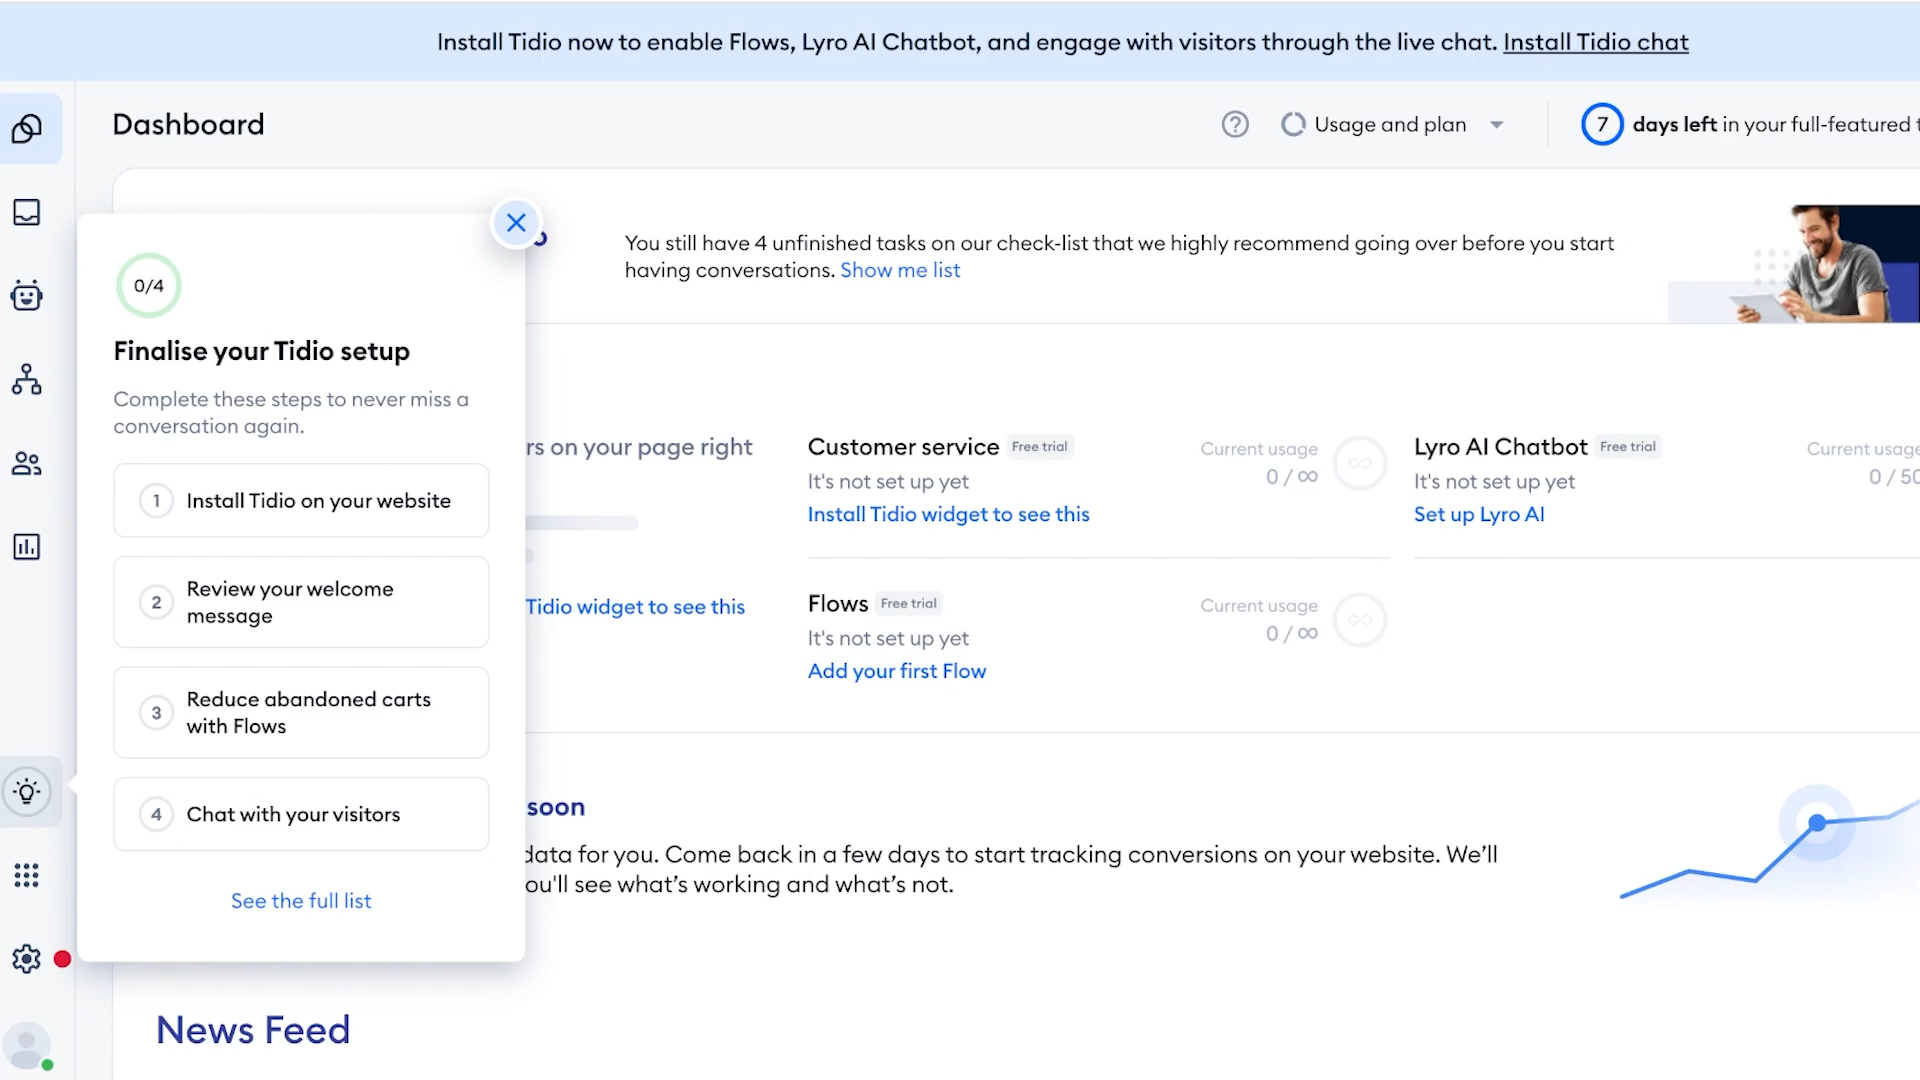 Install Tidio now to enable Flows, Lyro AI Chatbot, and engage with visitors through the live chat. Install Tidio chat
Dashboard
Usage and plan
7 days left in your full-featured
You still have 4 unfinished tasks on our check-list that we highly recommend going over before you start
having conversations. Show me list
0/4
Finalise your Tidio setup
Complete these steps to never miss a
conversation again.
1 Install Tidio on your website
2 Review your welcome
message
3 Reduce abandoned carts
with Flows
4 Chat with your visitors
See the full list
on your page right
Tidio widget to see this
Customer service Free trial
It's not set up yet
Install Tidio widget to see this
Current usage
0 / ∞
Lyro AI Chatbot Free trial
It's not set up yet
Set up Lyro AI
Current usage
0 / 50
Flows Free trial
It's not set up yet
Add your first Flow
Current usage
0 / ∞
soon
data for you. Come back in a few days to start tracking conversions on your website. We’ll
you'll see what’s working and what’s not.
News Feed